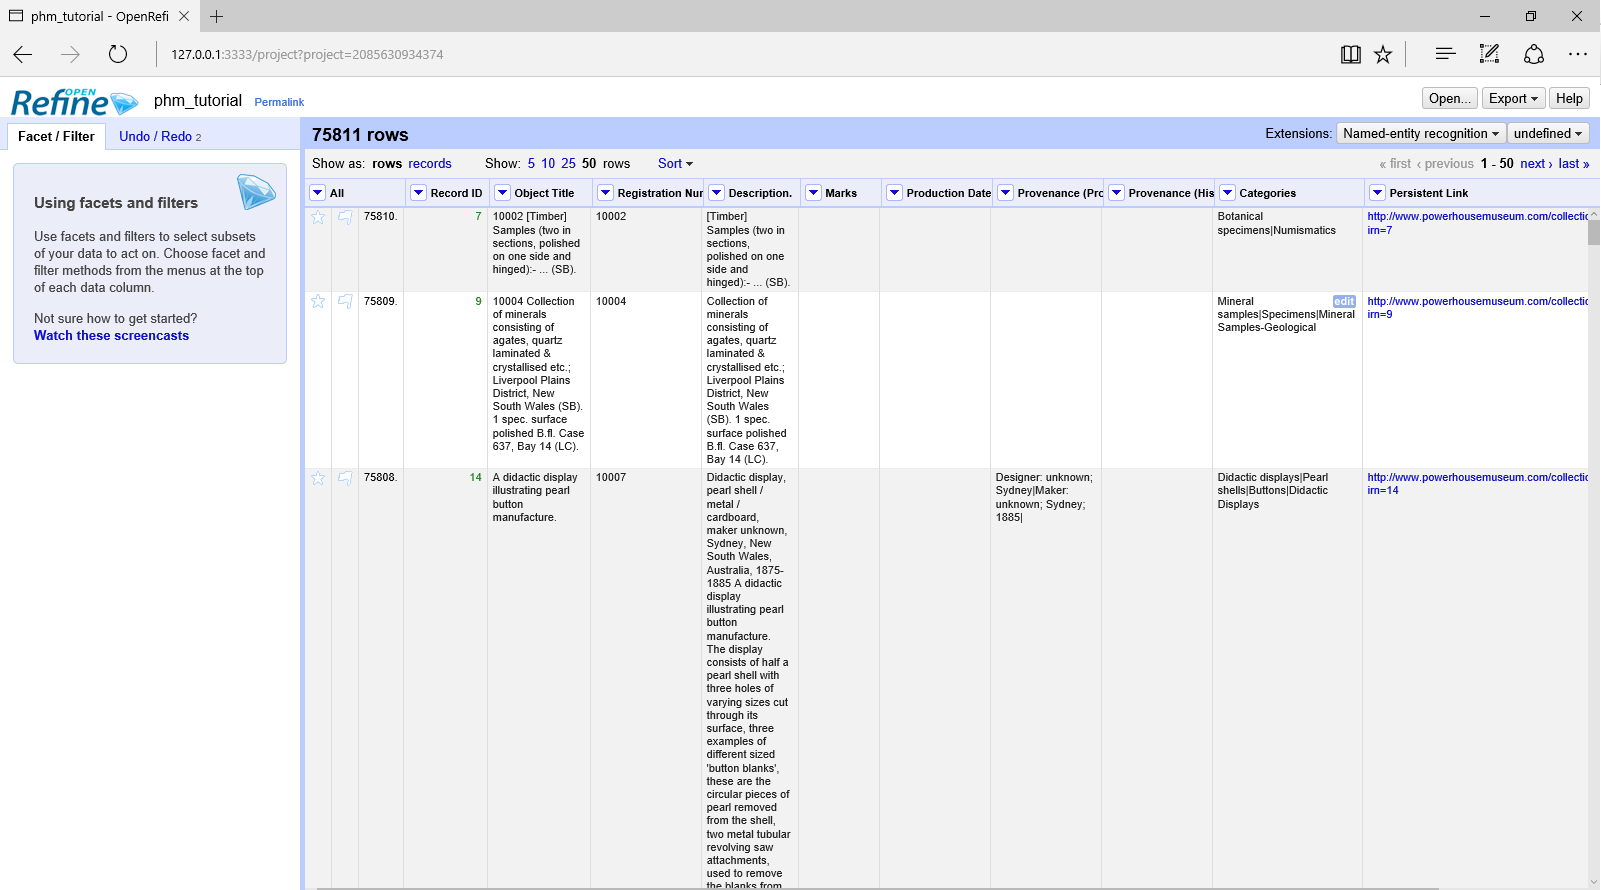 phm_tutorial - OpenRefi
127.0.0.1:3333/project?project=2085630934374
OPEN
Refine
phm_tutorial Permalink
Open... Export Help
Facet / Filter Undo / Redo 2
75811 rows
Extensions: Named-entity recognition undefined
Show as: rows records Show: 5 10 25 50 rows Sort
« first ‹ previous 1 - 50 next › last »
Using facets and filters
Use facets and filters to select subsets
of your data to act on. Choose facet and
filter methods from the menus at the top
of each data column.
Not sure how to get started?
Watch these screencasts
All Record ID Object Title Registration Nur Description. Marks Production Date Provenance (Pro Provenance (His Categories Persistent Link
75810.
7
10002 [Timber]
Samples (two in
sections, polished
on one side and
hinged):- ... (SB).
10002
[Timber]
Samples (two in
sections,
polished on one
side and
hinged):- ... (SB).
Botanical
specimens|Numismatics
http://www.powerhousemuseum.com/collectic
irn=7
75809.
9
10004 Collection
of minerals
consisting of
agates, quartz
laminated &
crystallised etc.;
Liverpool Plains
District, New
South Wales (SB).
1 spec. surface
polished B.fl. Case
637, Bay 14 (LC).
10004
Collection of
minerals
consisting of
agates, quartz
laminated &
crystallised etc.;
Liverpool Plains
District, New
South Wales
(SB). 1 spec.
surface polished
B.fl. Case 637,
Bay 14 (LC).
Mineral edit
samples|Specimens|Mineral
Samples-Geological
http://www.powerhousemuseum.com/collectic
irn=9
75808.
14
A didactic display
illustrating pearl
button
manufacture.
10007
Didactic display,
pearl shell /
metal /
cardboard,
maker unknown,
Sydney, New
South Wales,
Australia, 1875-
1885 A didactic
display
illustrating pearl
button
manufacture.
The display
consists of half a
pearl shell with
three holes of
varying sizes cut
through its
surface, three
examples of
different sized
'button blanks',
these are the
circular pieces of
pearl removed
from the shell,
two metal tubular
revolving saw
attachments,
used to remove
the blanks from
Designer: unknown;
Sydney|Maker:
unknown; Sydney;
1885|
Didactic displays|Pearl
shells|Buttons|Didactic
Displays
http://www.powerhousemuseum.com/collectic
irn=14